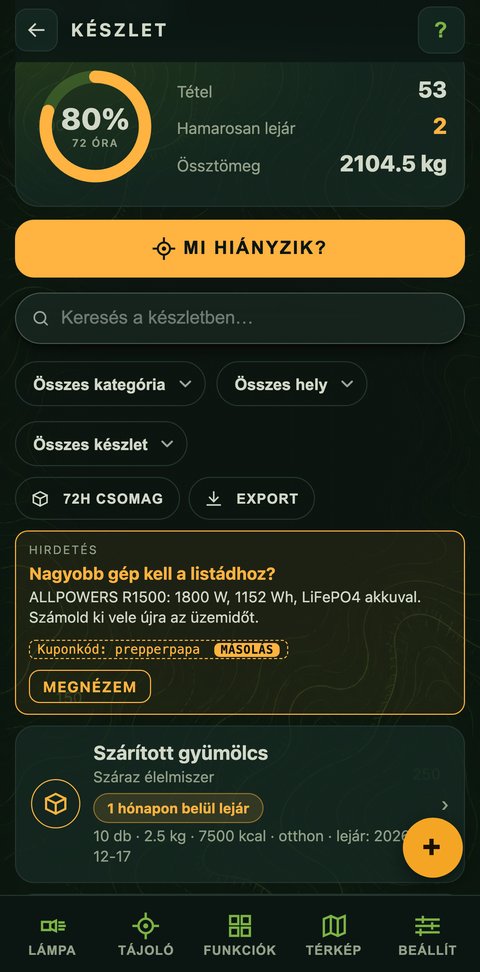 KÉSZLET
?
80%
72 ÓRA
Tétel 53
Hamarosan lejár 2
Össztömeg 2104.5 kg
MI HIÁNYZIK?
Keresés a készletben…
Összes kategória
Összes hely
Összes készlet
72H CSOMAG
EXPORT
HIRDETÉS
Nagyobb gép kell a listádhoz?
ALLPOWERS R1500: 1800 W, 1152 Wh, LiFePO4 akkuval.
Számold ki vele újra az üzemidőt.
Kuponkód: prepperpapa MÁSOLÁS
MEGNÉZEM
150
Szárított gyümölcs
Száraz élelmiszer
250
1 hónapon belül lejár
10 db · 2.5 kg · 7500 kcal · otthon · lejár: 2026
12-17
+
LÁMPA
TÁJOLÓ
FUNKCIÓK
TÉRKÉP
BEÁLLÍT